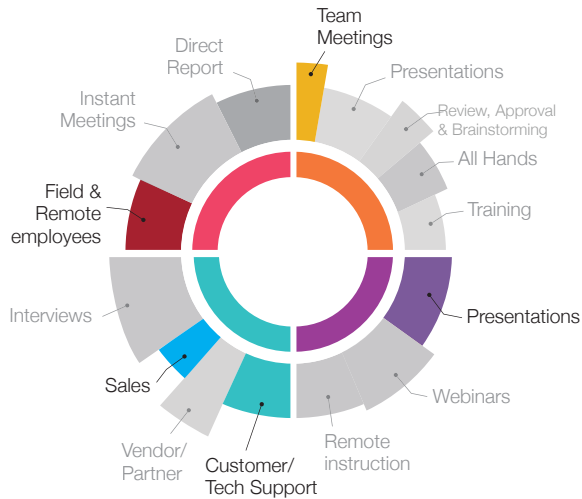 Team
Meetings
Presentations
Review, Approval
& Brainstorming
All Hands
Training
Presentations
Webinars
Remote
instruction
Customer/
Tech Support
Vendor/
Partner
Sales
Interviews
Field &
Remote
employees
Instant
Meetings
Direct
Report